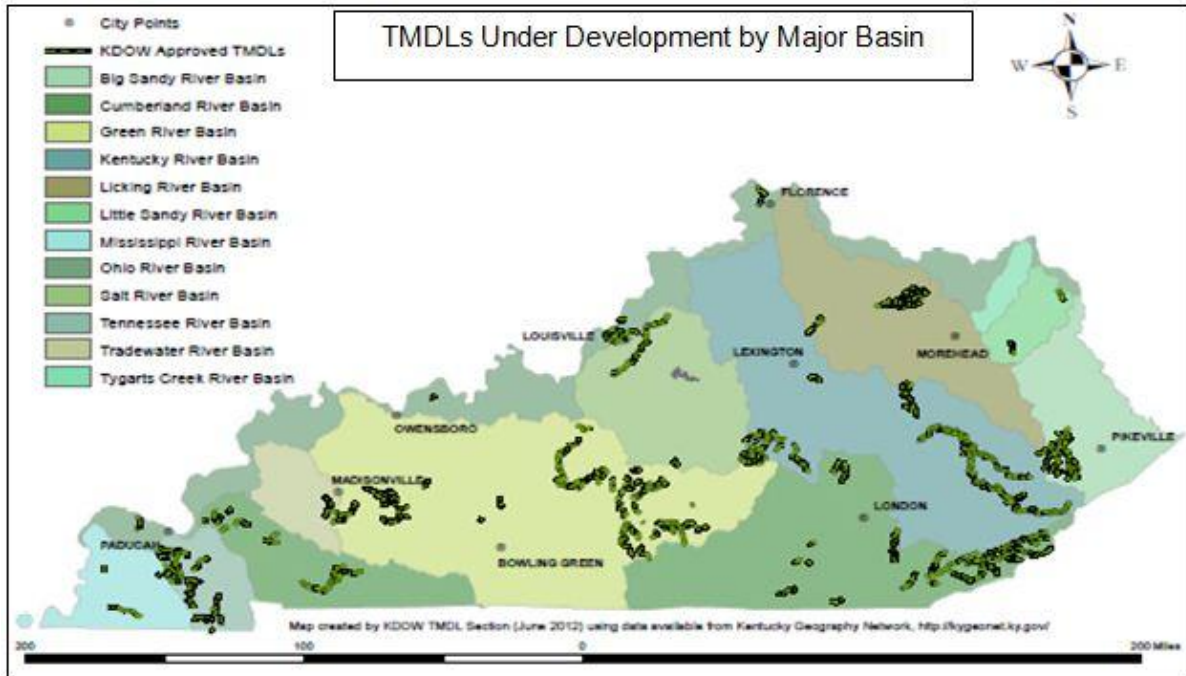 TMDLs Under Development by Major Basin
City Points
KDOW Approved TMDLs
Big Sandy River Basin
Cumberland River Basin
Green River Basin
Kentucky River Basin
Licking River Basin
Little Sandy River Basin
Mississippi River Basin
Ohio River Basin
Salt River Basin
Tennessee River Basin
Tradewater River Basin
Tygarts Creek River Basin
N
W
E
S
FLORENCE
LOUISVILLE
LEXINGTON
MOREHEAD
OWENSBORO
PIKEVILLE
MADISONVILLE
LONDON
PADUCAH
BOWLING GREEN
Map created by KDOW TMDL Section (June 2012) using data available from Kentucky Geography Network, http://kygeonet.ky.gov/
200 100 0 200 Miles